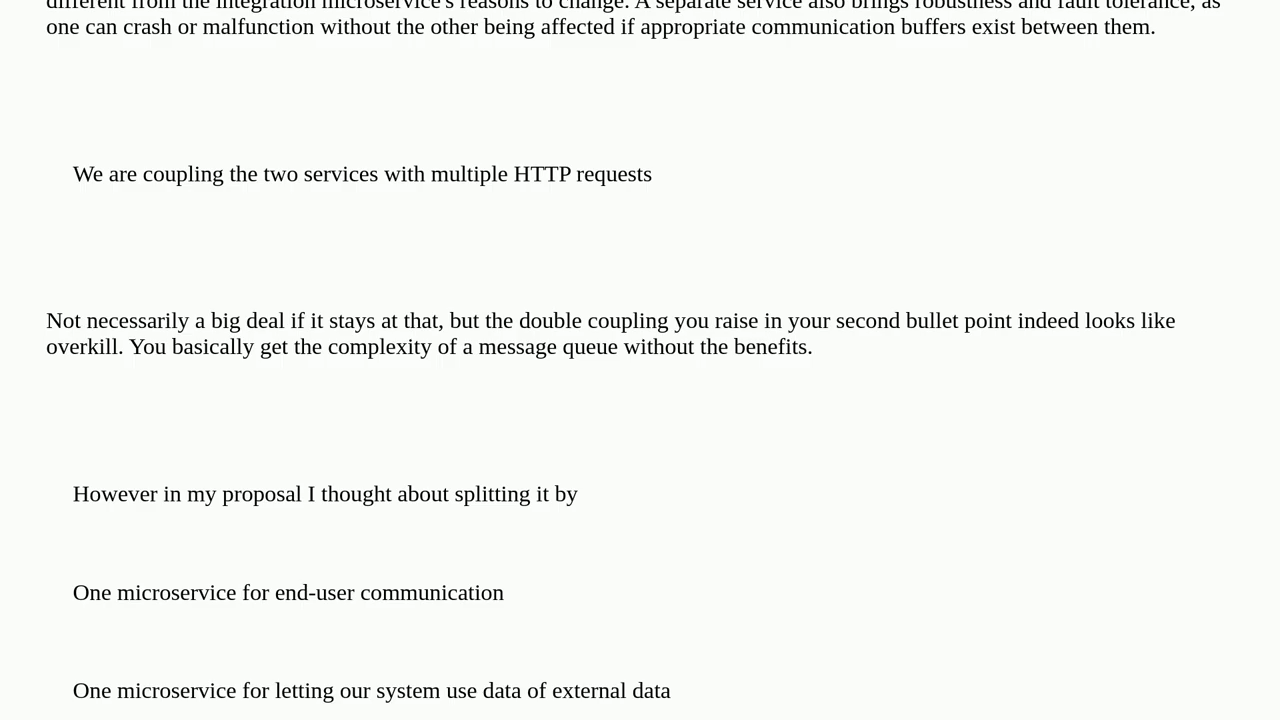 different from the integration microservice's reasons to change. A separate service also brings robustness and fault tolerance, as
one can crash or malfunction without the other being affected if appropriate communication buffers exist between them.
We are coupling the two services with multiple HTTP requests
Not necessarily a big deal if it stays at that, but the double coupling you raise in your second bullet point indeed looks like
overkill. You basically get the complexity of a message queue without the benefits.
However in my proposal I thought about splitting it by
One microservice for end-user communication
One microservice for letting our system use data of external data